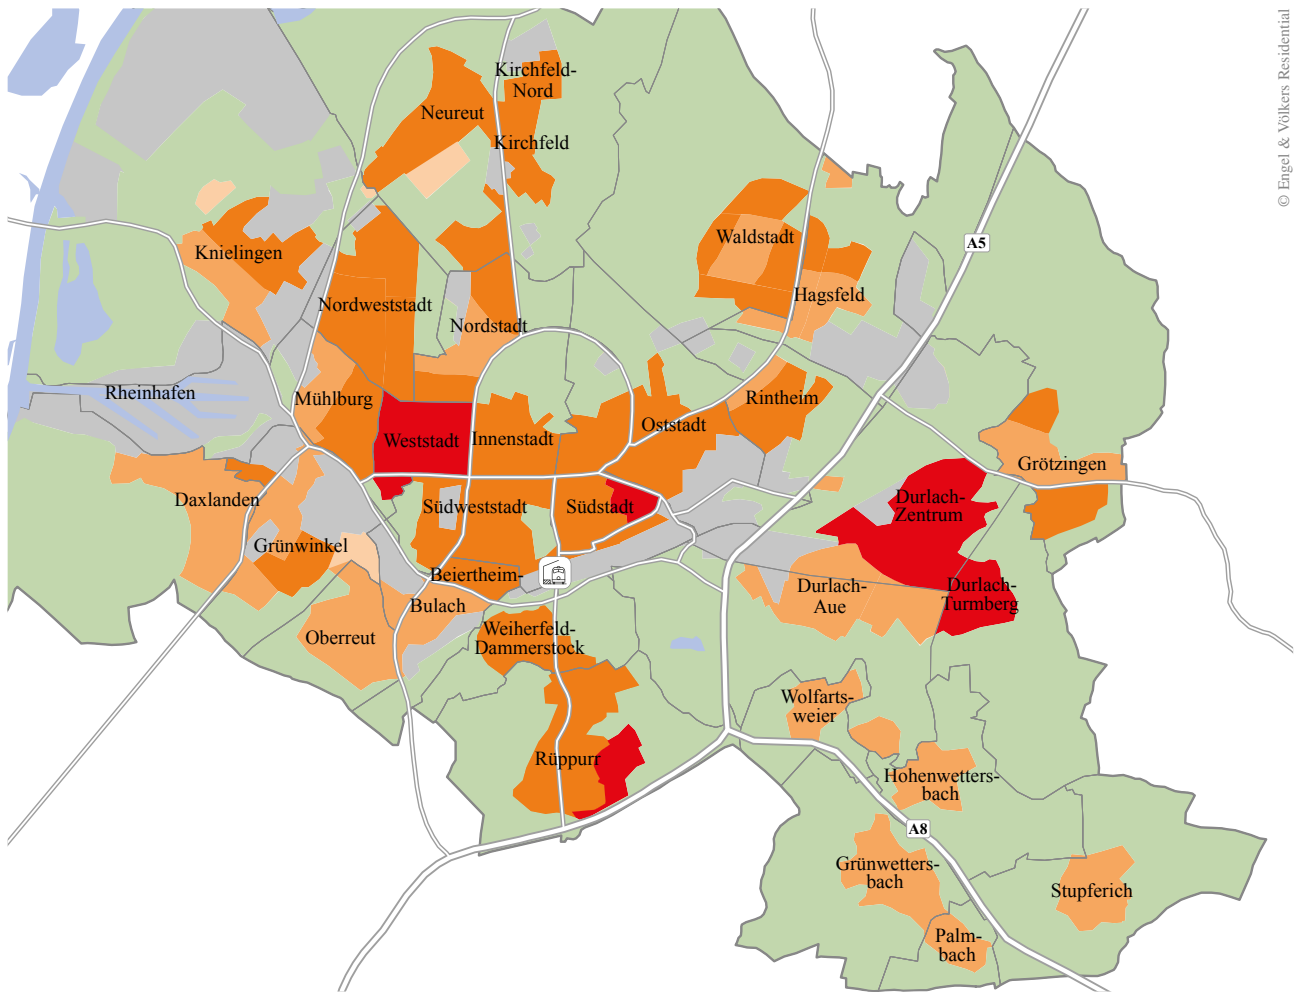 © Engel & Völkers Residential
Kirchfeld-
Nord
Neureut
Kirchfeld
A5
Waldstadt
Knielingen
Hagsfeld
Nordweststadt
Nordstadt
Rheinhafen
Mühlburg
Rintheim
Oststadt
Weststadt
Innenstadt
Grötzingen
Daxlanden
Durlach-
Zentrum
Südweststadt
Südstadt
Grünwinkel
Beiertheim-
Bulach
Durlach-
Aue
Durlach-
Turmberg
Oberreut
Weiherfeld-
Dammerstock
Wolfarts-
weier
Rüppurr
Hohenwetters-
bach
A8
Grünwetters-
bach
Stupferich
Palm-
bach